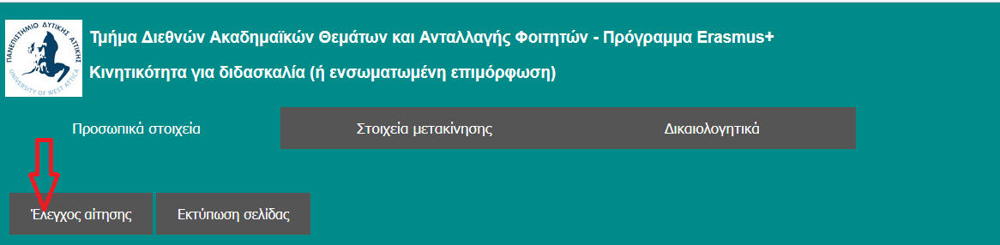 ΠΑΝΕΠΙΣΤΗΜΙΟ ΔΥΤΙΚΗΣ ΑΤΤΙΚΗΣ
UNIVERSITY OF WEST ATTICA
Τμήμα Διεθνών Ακαδημαϊκών Θεμάτων και Ανταλλαγής Φοιτητών - Πρόγραμμα Erasmus+
Κινητικότητα για διδασκαλία (ή ενσωματωμένη επιμόρφωση)
Προσωπικά στοιχεία Στοιχεία μετακίνησης Δικαιολογητικά
Έλεγχος αίτησης Εκτύπωση σελίδας